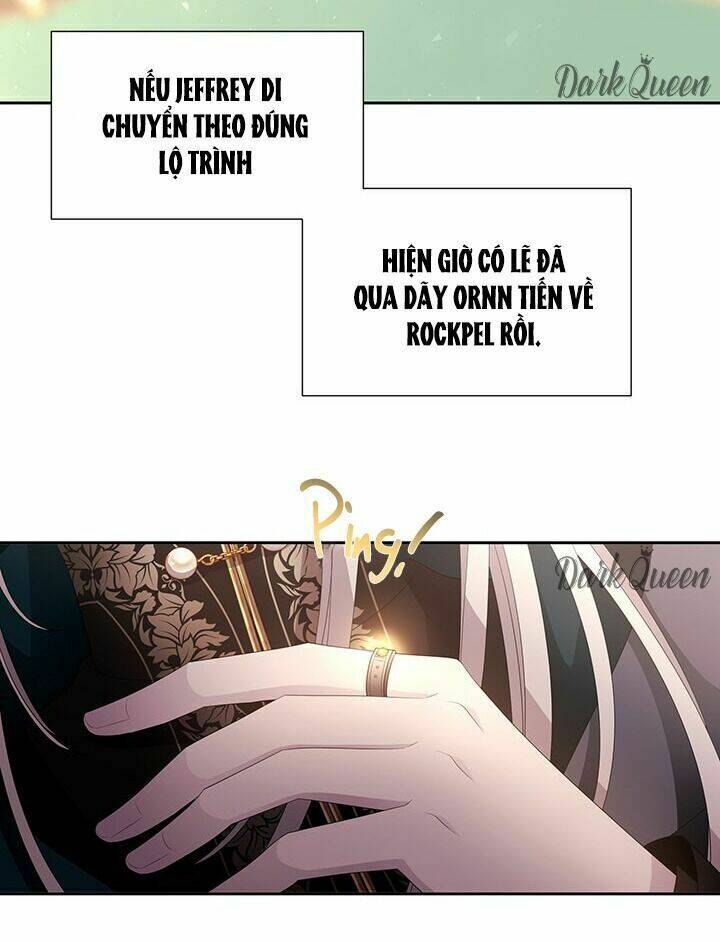 Dark Queen
NẾU JEFFREY DI
CHUYỂN THEO ĐÚNG
LỘ TRÌNH
HIỆN GIỜ CÓ LẼ ĐÃ
QUA DÃY ORNN TIẾN VỀ
ROCKPEL RỒI.
Ping!
Dark Queen